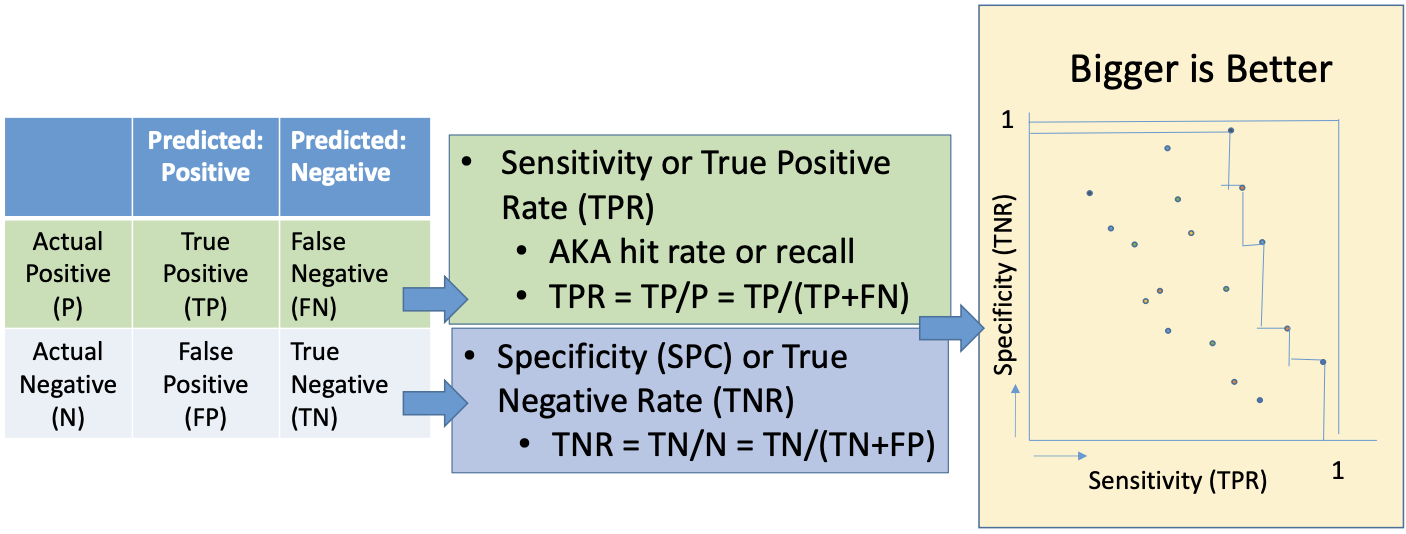 Predicted: Positive
Predicted: Negative
Actual Positive (P)
True Positive (TP)
False Negative (FN)
Actual Negative (N)
False Positive (FP)
True Negative (TN)
• Sensitivity or True Positive
Rate (TPR)
• AKA hit rate or recall
• TPR = TP/P = TP/(TP+FN)
• Specificity (SPC) or True
Negative Rate (TNR)
• TNR = TN/N = TN/(TN+FP)
Bigger is Better
1
Specificity (TNR)
Sensitivity (TPR)
1